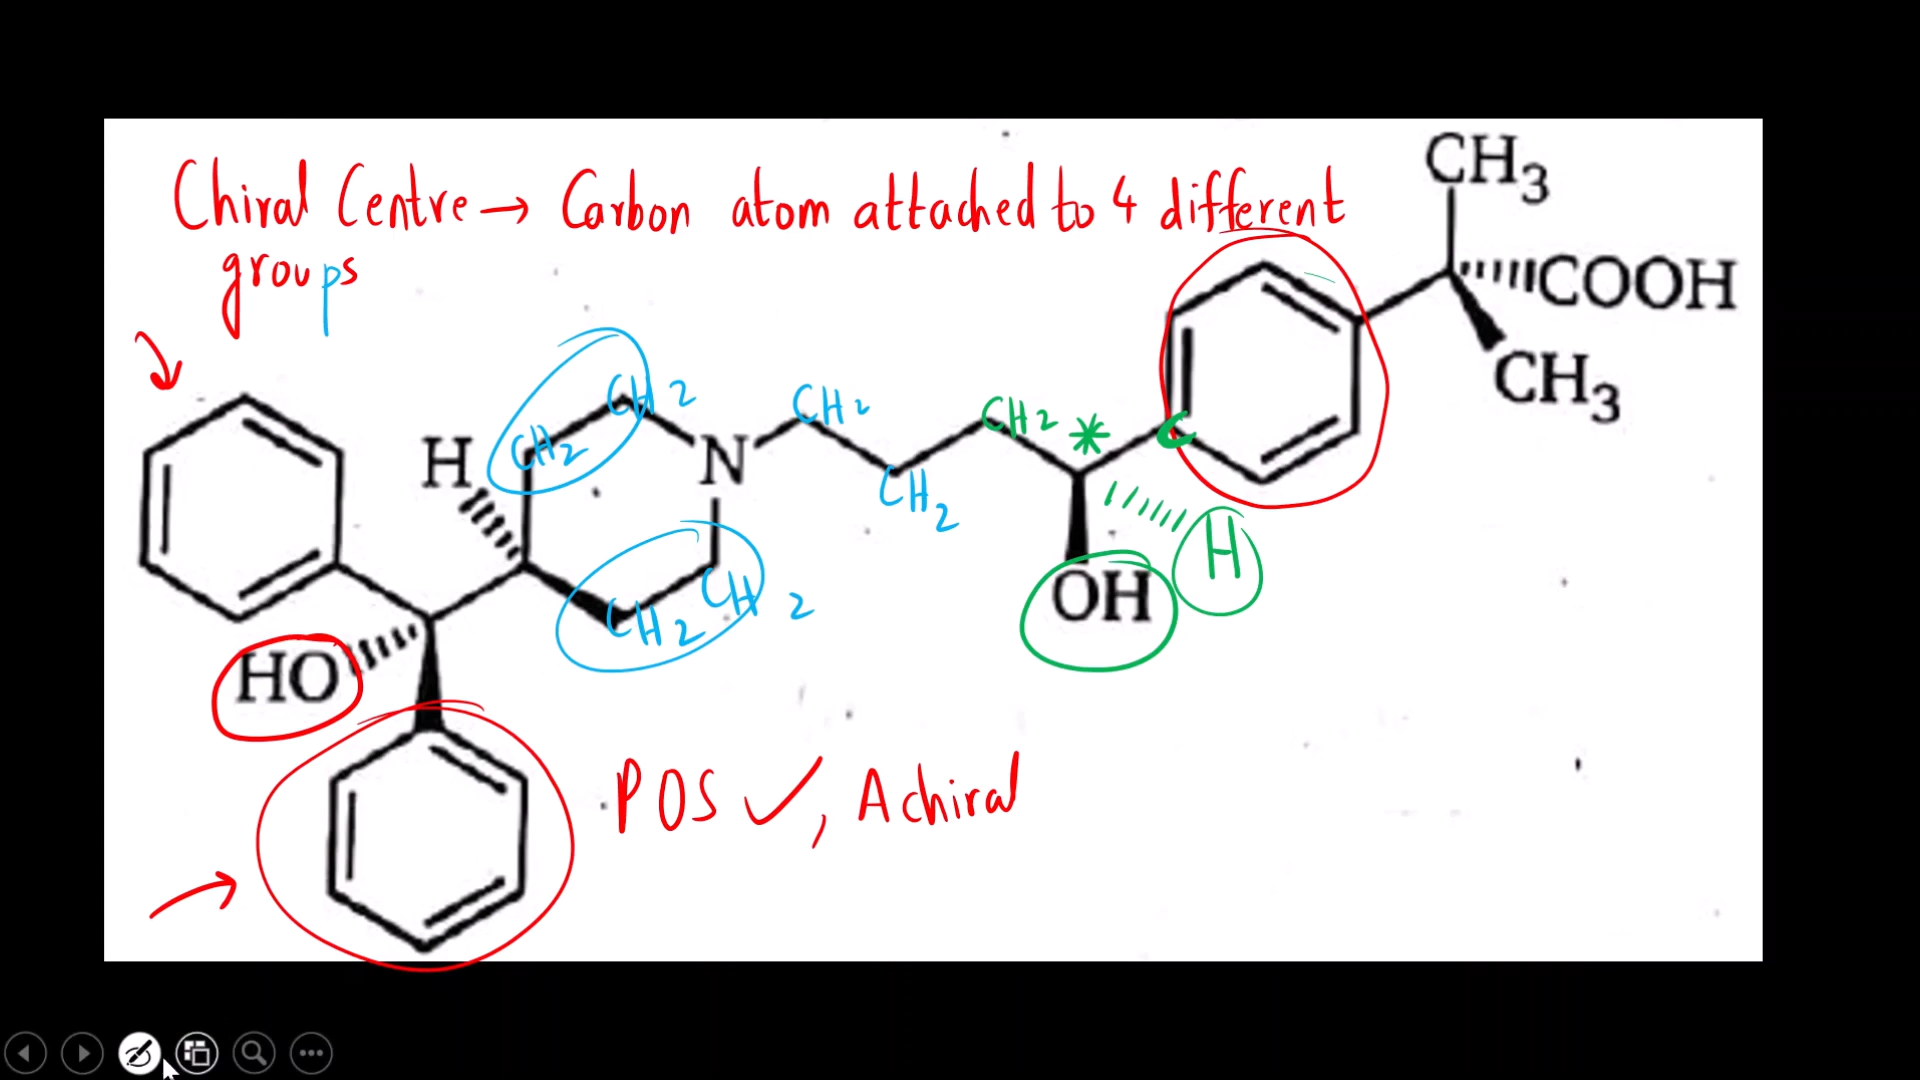 Chiral Centre → Carbon atom attached to 4 different
groups
CH3
COOH
CH3
CH2
CH2
H
N
CH2
CH2
CH2
*
C
H
OH
CH2
CH2
HO
POS ✓, Achiral